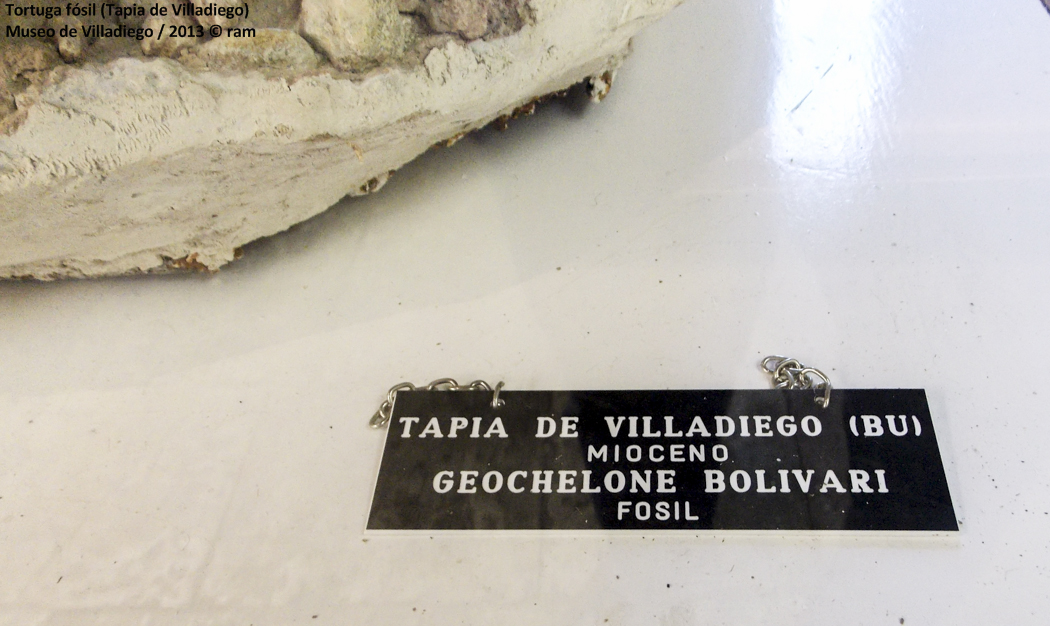 Tortuga fósil (Tapia de Villadiego)
Museo de Villadiego / 2013 © ram
TAPIA DE VILLADIEGO (BU)
MIOCENO
GEOCHELONE BOLIVARI
FOSIL